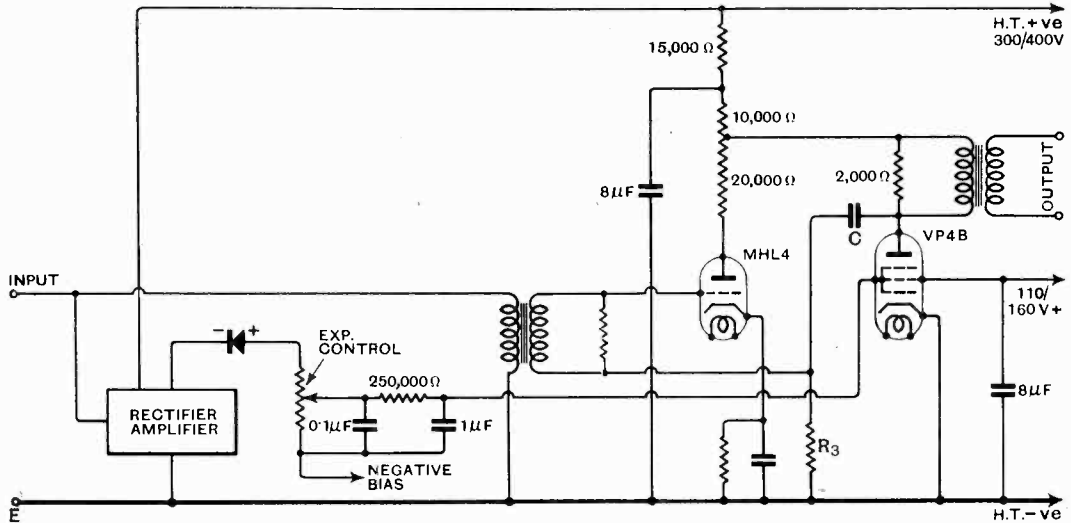 H.T.+ve
300/400V
15,000 Ω
10,000 Ω
20,000 Ω
2,000 Ω
OUTPUT
8μF
C
VP4B
MHL4
INPUT
110/
160 V+
- +
EXP.
CONTROL
250,000 Ω
RECTIFIER
AMPLIFIER
0·1μF
1μF
8μF
R3
NEGATIVE
BIAS
E
H.T.-ve